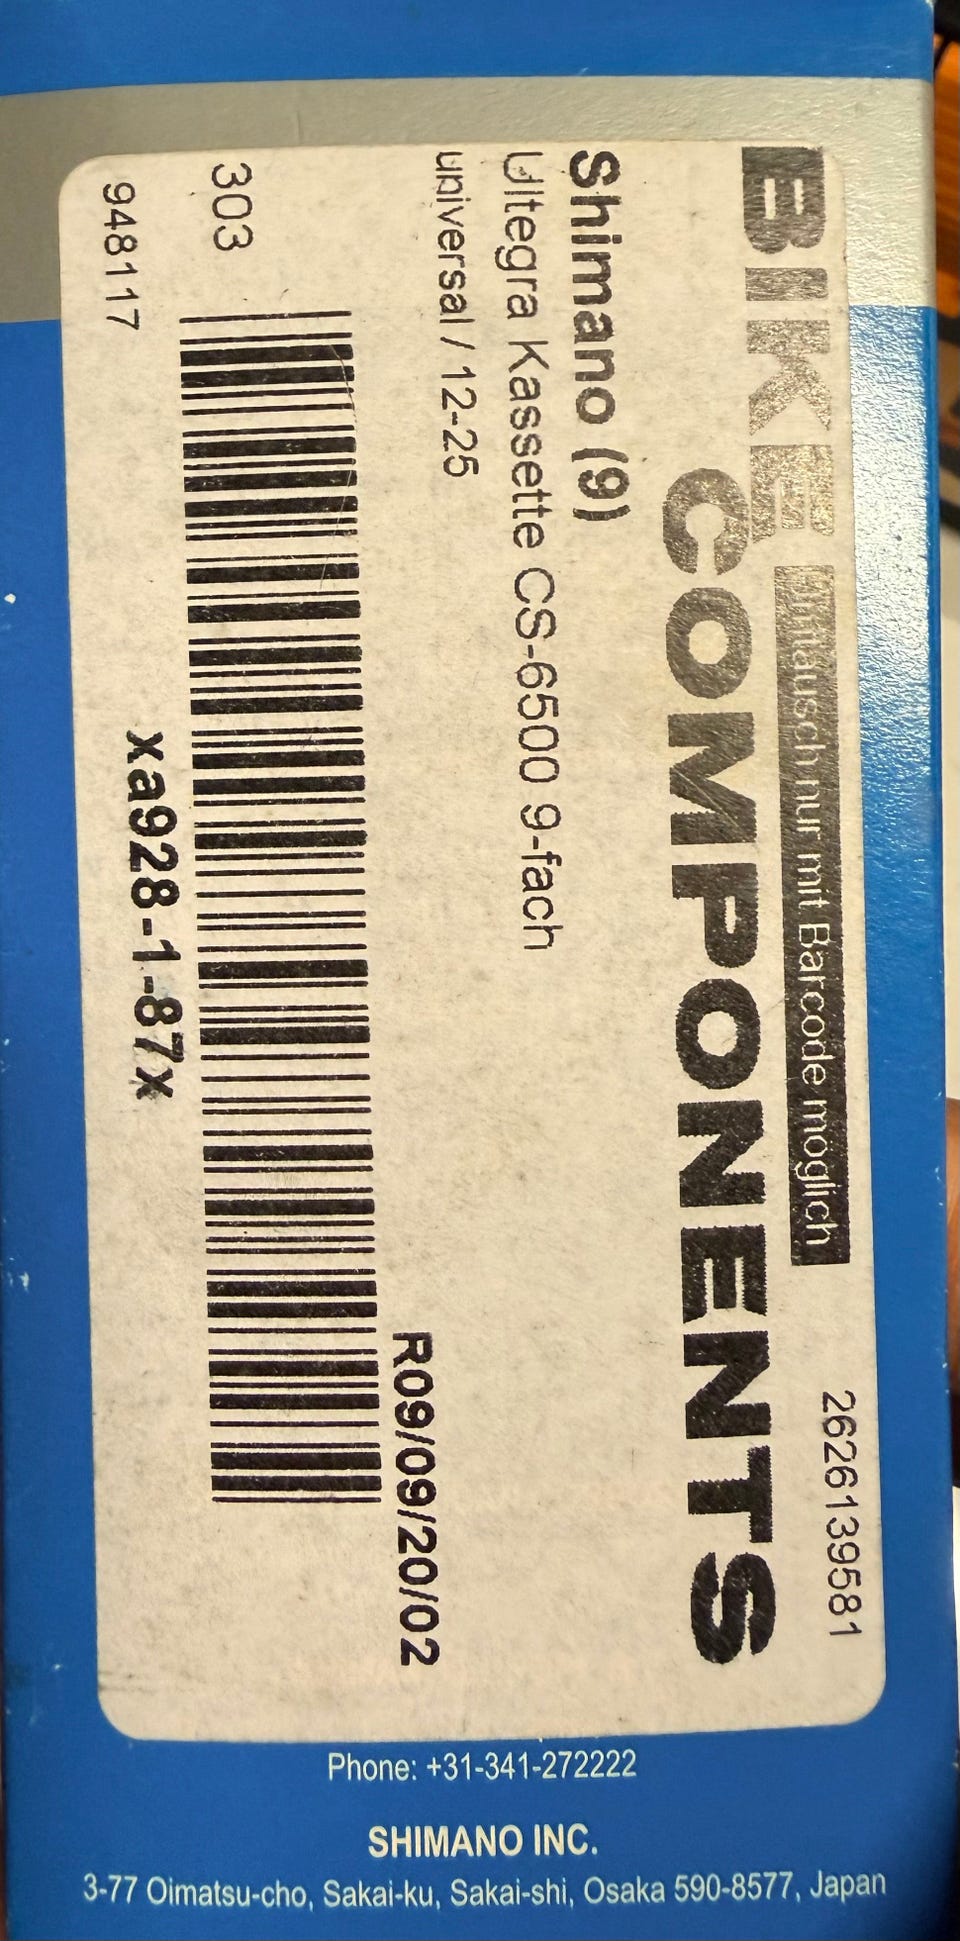 BIKE
Umtausch nur mit Barcode möglich
2626139581
COMPONENTS
Shimano (9)
Ultegra Kassette CS-6500 9-fach
universal / 12-25
R09/09/20/02
303
xa928-1-87x
948117
Phone: +31-341-272222
SHIMANO INC.
3-77 Oimatsu-cho, Sakai-ku, Sakai-shi, Osaka 590-8577, Japan